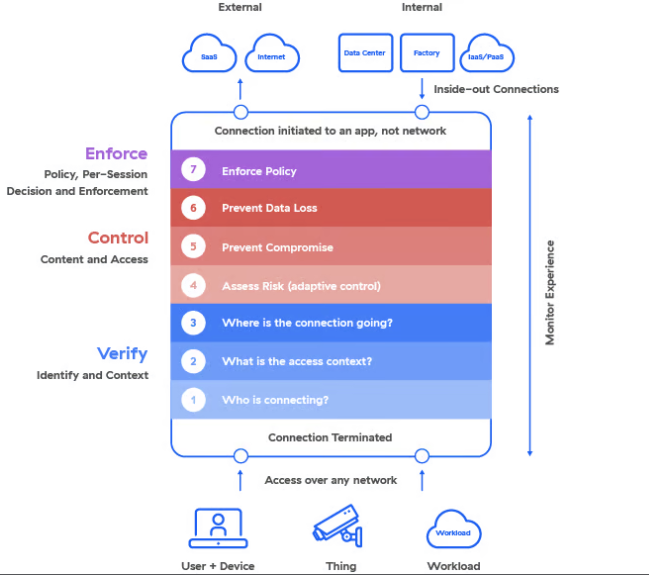 External
Internal
SaaS
Internet
Data Center
Factory
IaaS/PaaS
Inside-out Connections
Connection initiated to an app, not network
Enforce
Policy, Per-Session
Decision and Enforcement
7 Enforce Policy
6 Prevent Data Loss
Control
Content and Access
5 Prevent Compromise
4 Assess Risk (adaptive control)
3 Where is the connection going?
Verify
Identify and Context
2 What is the access context?
1 Who is connecting?
Monitor Experience
Connection Terminated
Access over any network
Workload
User + Device
Thing
Workload